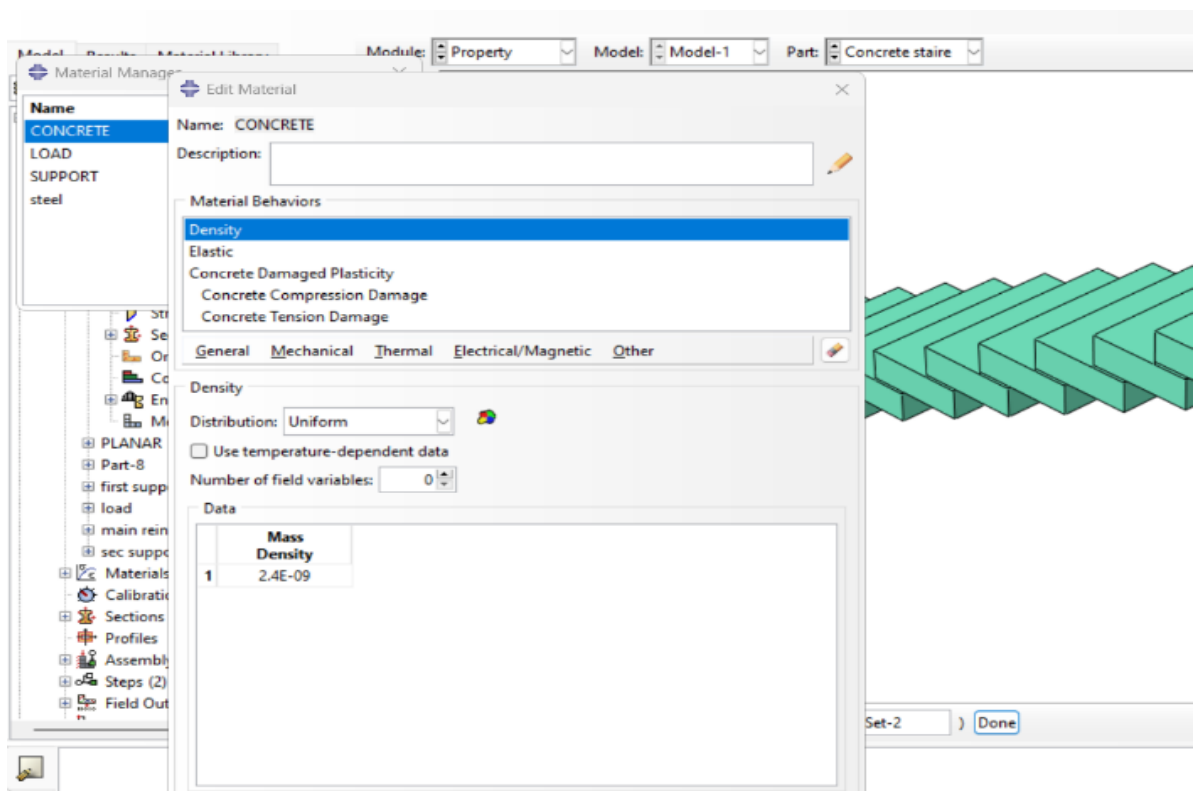 Module: Property Model: Model-1 Part: Concrete staire
Material Manage
Name
CONCRETE
LOAD
SUPPORT
steel
Edit Material
Name: CONCRETE
Description:
Material Behaviors
Density
Elastic
Concrete Damaged Plasticity
Concrete Compression Damage
Concrete Tension Damage
General Mechanical Thermal Electrical/Magnetic Other
Density
Distribution: Uniform
Use temperature-dependent data
Number of field variables: 0
Data
Mass
Density
1 2.4E-09
PLANAR
Part-8
first supp
load
main rein
sec suppo
Materials
Calibratio
Sections
Profiles
Assembly
Steps (2)
Field Out
Set-2 ) Done